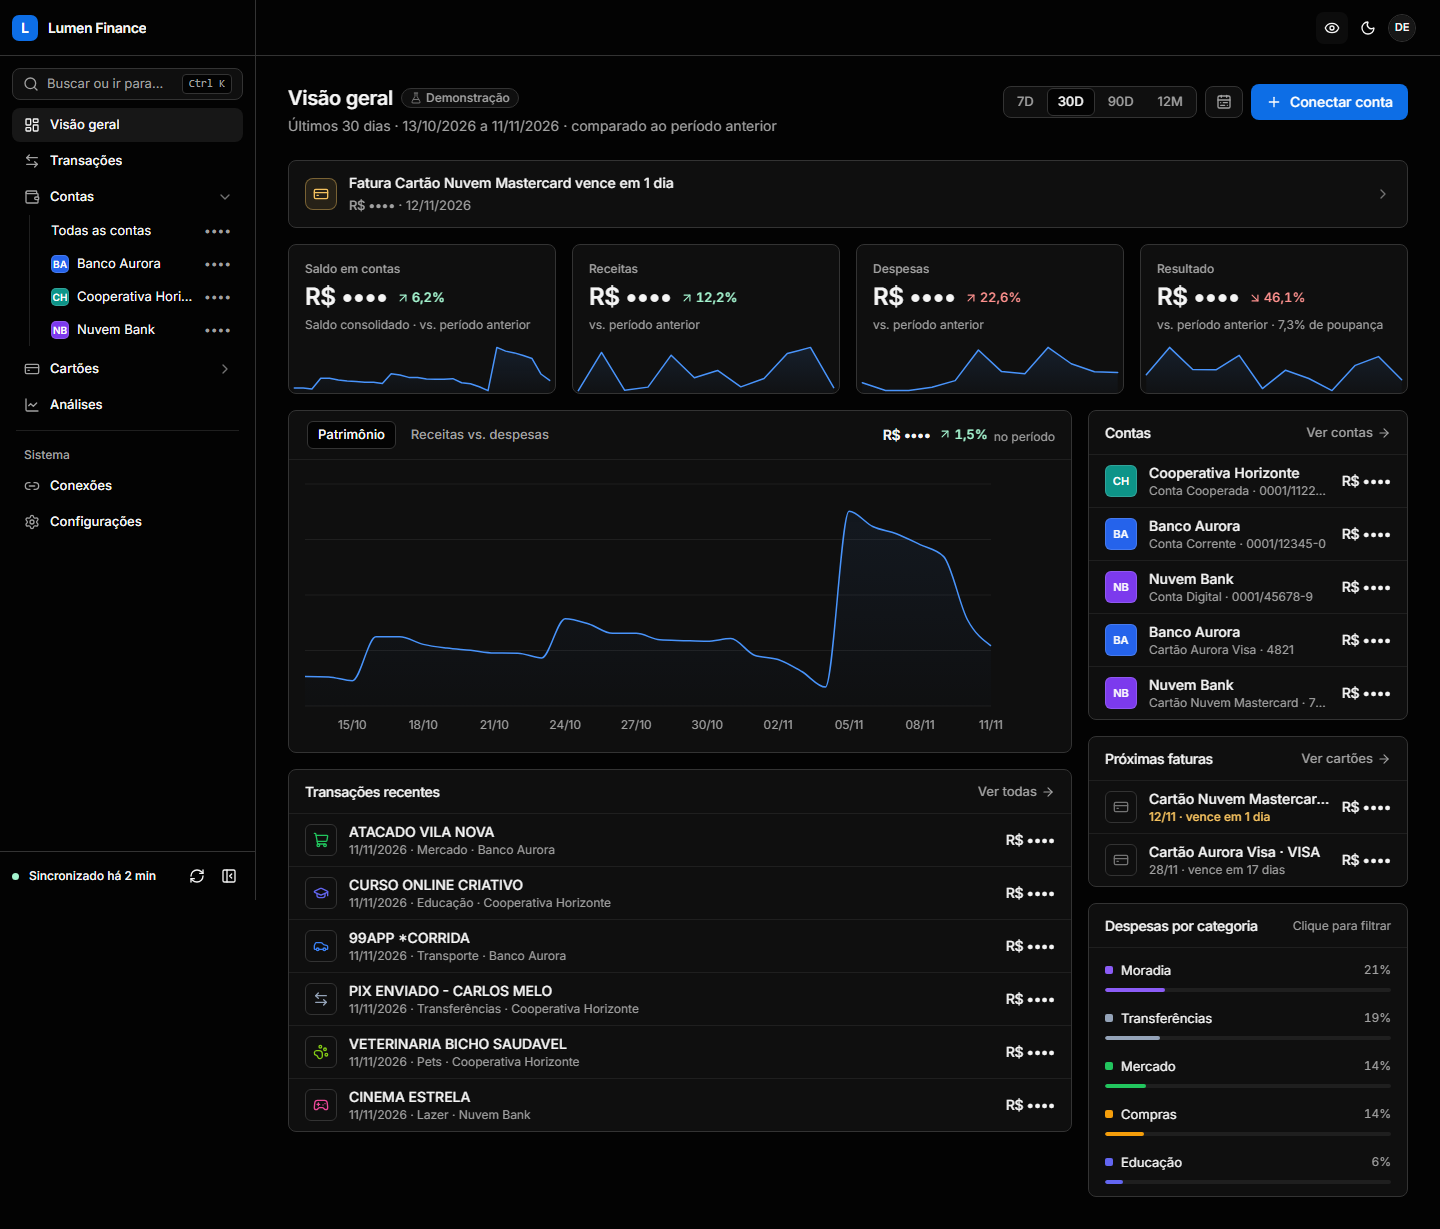 L Lumen Finance
DE
Buscar ou ir para... Ctrl K
Visão geral
Transações
Contas
Todas as contas ••••
BA Banco Aurora ••••
CH Cooperativa Hori... ••••
NB Nuvem Bank ••••
Cartões
Análises
Sistema
Conexões
Configurações
Sincronizado há 2 min
Visão geral Demonstração
Últimos 30 dias · 13/10/2026 a 11/11/2026 · comparado ao período anterior
7D 30D 90D 12M
+ Conectar conta
Fatura Cartão Nuvem Mastercard vence em 1 dia
R$ •••• · 12/11/2026
Saldo em contas
R$ •••• 6,2%
Saldo consolidado · vs. período anterior
Receitas
R$ •••• 12,2%
vs. período anterior
Despesas
R$ •••• 22,6%
vs. período anterior
Resultado
R$ •••• 46,1%
vs. período anterior · 7,3% de poupança
Patrimônio Receitas vs. despesas R$ •••• 1,5% no período
15/10 18/10 21/10 24/10 27/10 30/10 02/11 05/11 08/11 11/11
Transações recentes Ver todas
ATACADO VILA NOVA R$ ••••
11/11/2026 · Mercado · Banco Aurora
CURSO ONLINE CRIATIVO R$ ••••
11/11/2026 · Educação · Cooperativa Horizonte
99APP *CORRIDA R$ ••••
11/11/2026 · Transporte · Banco Aurora
PIX ENVIADO - CARLOS MELO R$ ••••
11/11/2026 · Transferências · Cooperativa Horizonte
VETERINARIA BICHO SAUDAVEL R$ ••••
11/11/2026 · Pets · Cooperativa Horizonte
CINEMA ESTRELA R$ ••••
11/11/2026 · Lazer · Nuvem Bank
Contas Ver contas
CH Cooperativa Horizonte R$ ••••
Conta Cooperada · 0001/1122...
BA Banco Aurora R$ ••••
Conta Corrente · 0001/12345-0
NB Nuvem Bank R$ ••••
Conta Digital · 0001/45678-9
BA Banco Aurora R$ ••••
Cartão Aurora Visa · 4821
NB Nuvem Bank R$ ••••
Cartão Nuvem Mastercard · 7...
Próximas faturas Ver cartões
Cartão Nuvem Mastercar... R$ ••••
12/11 · vence em 1 dia
Cartão Aurora Visa · VISA R$ ••••
28/11 · vence em 17 dias
Despesas por categoria Clique para filtrar
Moradia 21%
Transferências 19%
Mercado 14%
Compras 14%
Educação 6%